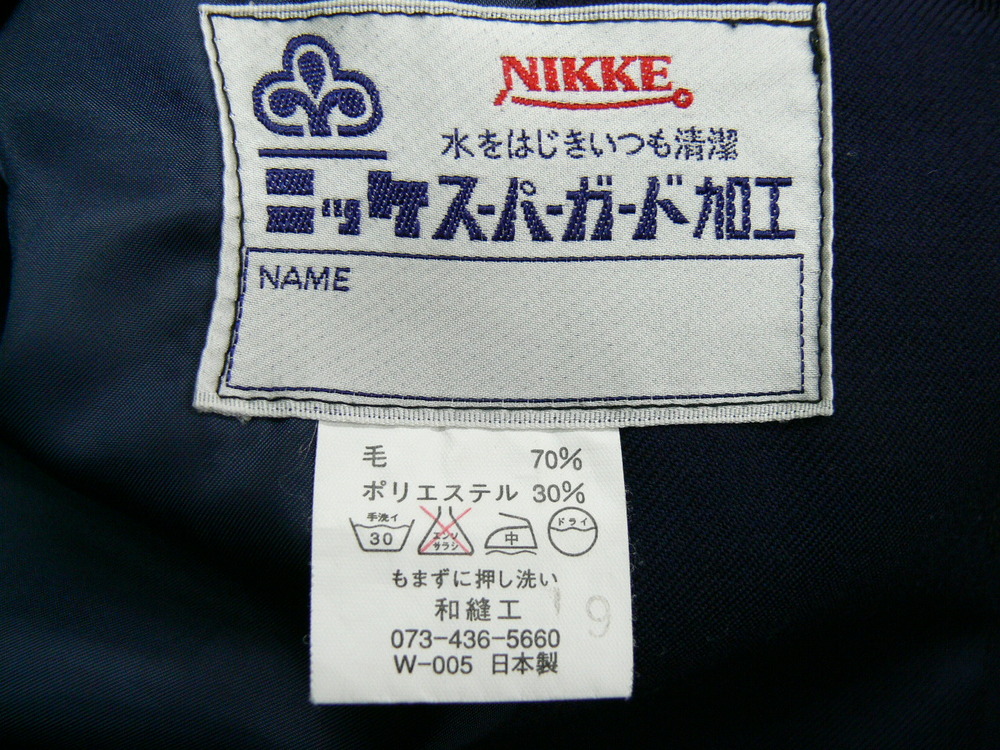 NIKKE
水をはじきいつも清潔
ニッケスーパーガード加工
NAME
毛 70%
ポリエステル 30%
手洗イ 30 エンソ サラシ 中 ドライ
もまずに押し洗い
和縫工
9
073-436-5660
W-005 日本製